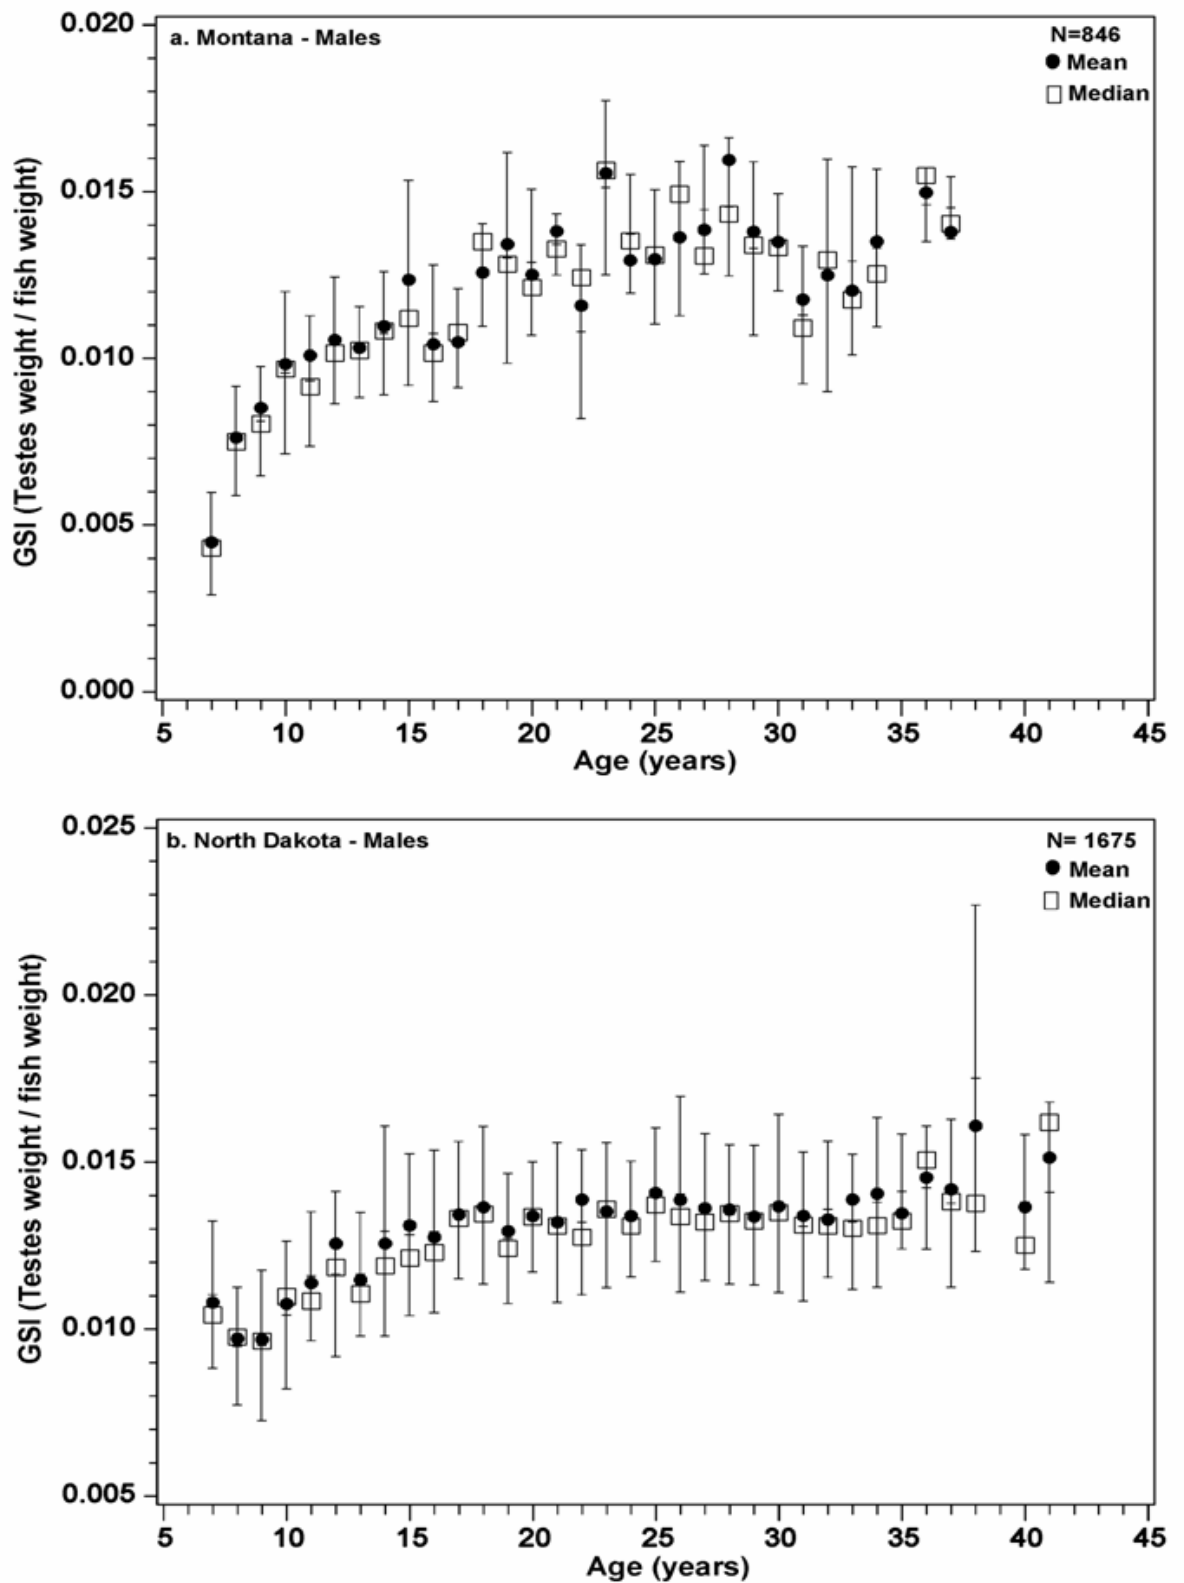 a. Montana - Males
N=846
Mean
Median
GSI (Testes weight / fish weight)
0.020
0.015
0.010
0.005
0.000
5 10 15 20 25 30 35 40 45
Age (years)
b. North Dakota - Males
N= 1675
Mean
Median
GSI (Testes weight / fish weight)
0.025
0.020
0.015
0.010
0.005
5 10 15 20 25 30 35 40 45
Age (years)